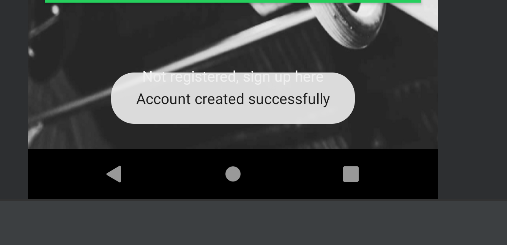 Not registered, sign up here
Account created successfully